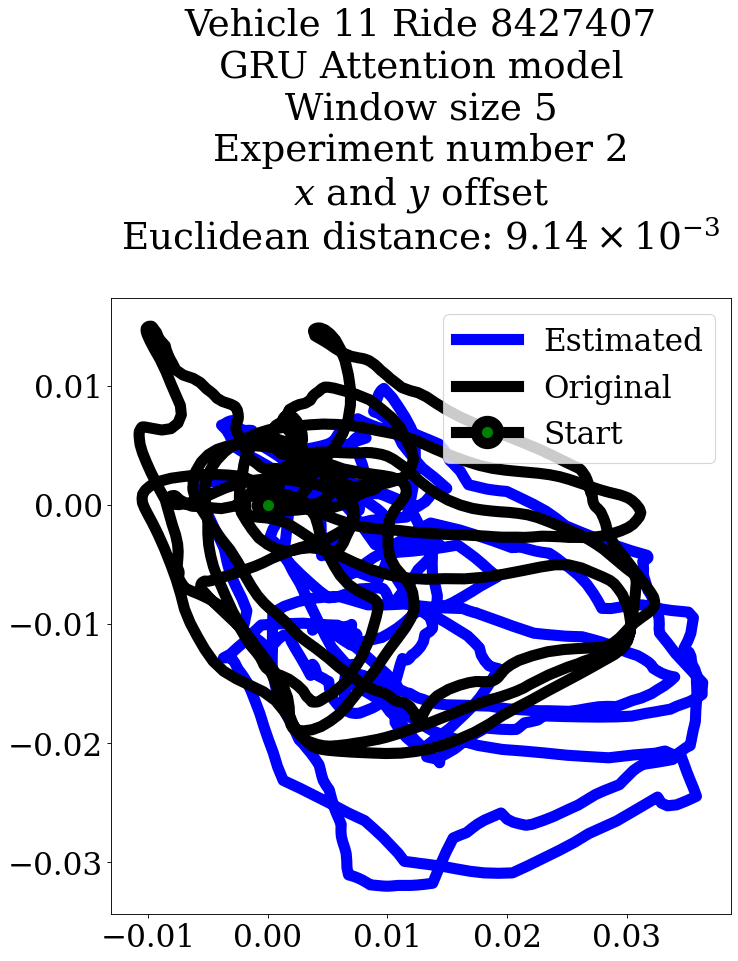 Vehicle 11 Ride 8427407
GRU Attention model
Window size 5
Experiment number 2
x and y offset
Euclidean distance: 9.14 × 10⁻³
Estimated
Original
Start
0.01
0.00
−0.01
−0.02
−0.03
−0.01 0.00 0.01 0.02 0.03